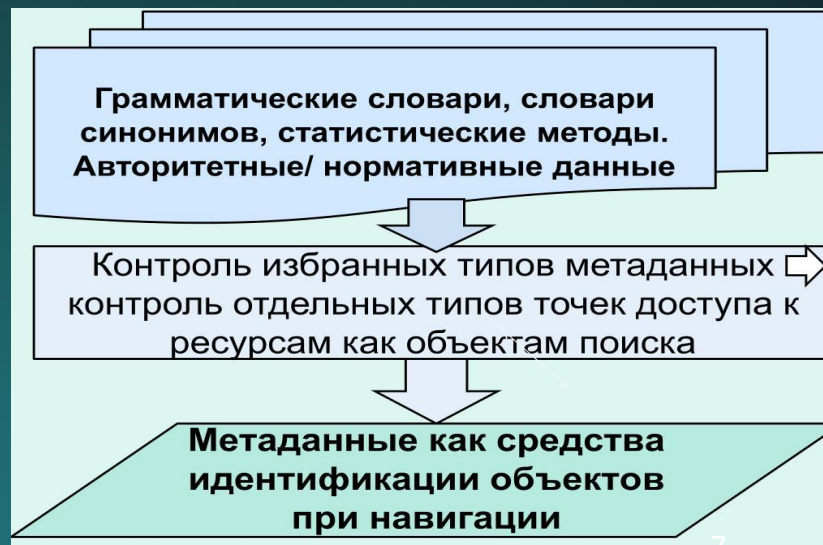 Грамматические словари, словари
синонимов, статистические методы.
Авторитетные/ нормативные данные
Контроль избранных типов метаданных
контроль отдельных типов точек доступа к
ресурсам как объектам поиска
Метаданные как средства
идентификации объектов
при навигации
7